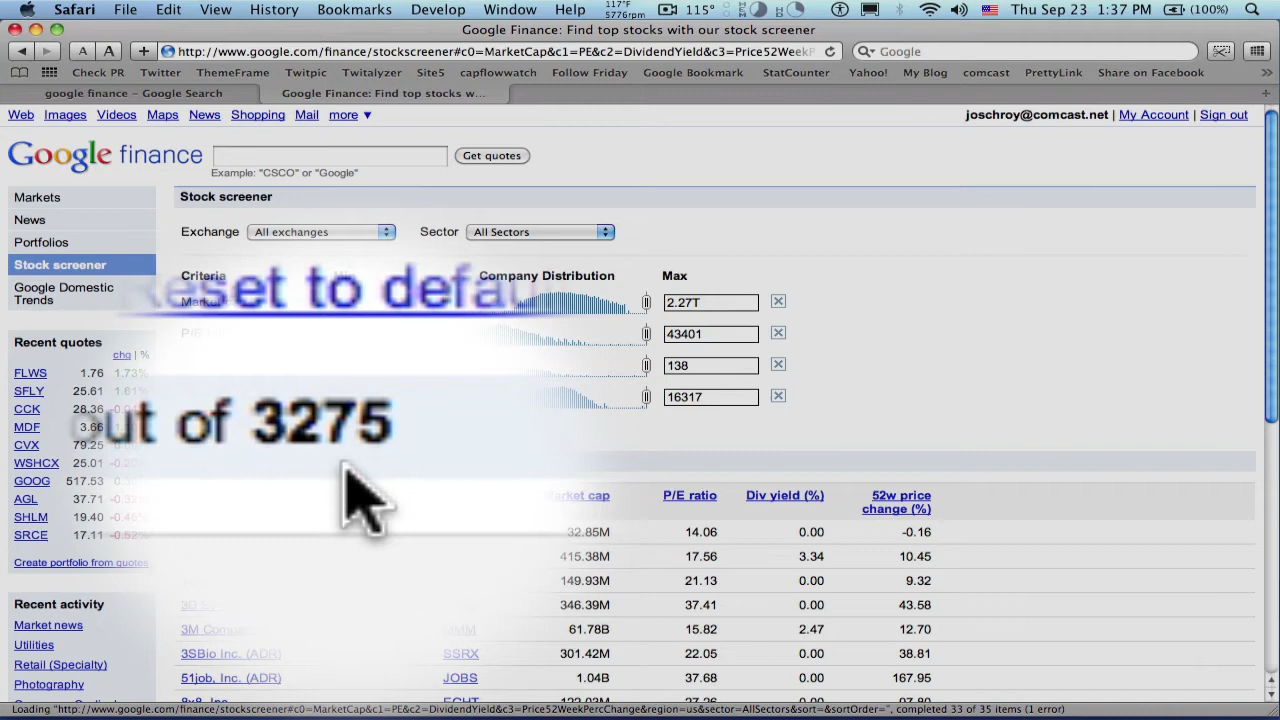 Safari File Edit View History Bookmarks Develop Window Help 117°F 5776rpm 115° Thu Sep 23 1:37 PM (100%)
Google Finance: Find top stocks with our stock screener
A A + http://www.google.com/finance/stockscreener#c0=MarketCap&c1=PE&c2=DividendYield&c3=Price52WeekP Google
Check PR Twitter ThemeFrame Twitpic Twitalyzer Site5 capflowwatch Follow Friday Google Bookmark StatCounter Yahoo! My Blog comcast PrettyLink Share on Facebook >>
google finance – Google Search Google Finance: Find top stocks w... +
Web Images Videos Maps News Shopping Mail more ▼ joschroy@comcast.net | My Account | Sign out
Google finance Get quotes
Example: "CSCO" or "Google"
Markets
News
Portfolios
Stock screener
Google Domestic Trends
Recent quotes
chg | %
FLWS 1.76 1.73%
SFLY 25.61 1.61%
CCK 28.36
MDF 3.66
CVX 79.25
WSHCX 25.01
GOOG 517.53
AGL 37.71
SHLM 19.40
SRCE 17.11 -0.52%
Create portfolio from quotes
Recent activity
Market news
Utilities
Retail (Specialty)
Photography
Stock screener
Exchange All exchanges Sector All Sectors
Criteria Company Distribution Max
2.27T
43401
138
16317
Reset to defau
out of 3275
Market cap P/E ratio Div yield (%) 52w price
change (%)
32.85M 14.06 0.00 -0.16
415.38M 17.56 3.34 10.45
149.93M 21.13 0.00 9.32
346.39M 37.41 0.00 43.58
3M 61.78B 15.82 2.47 12.70
3SBio Inc. (ADR) SSRX 301.42M 22.05 0.00 38.81
51job, Inc. (ADR) JOBS 1.04B 37.68 0.00 167.95
Loading "http://www.google.com/finance/stockscreener#c0=MarketCap&c1=PE&c2=DividendYield&c3=Price52WeekPercChange&region=us&sector=AllSectors&sort=&sortOrder=", completed 33 of 35 items (1 error)